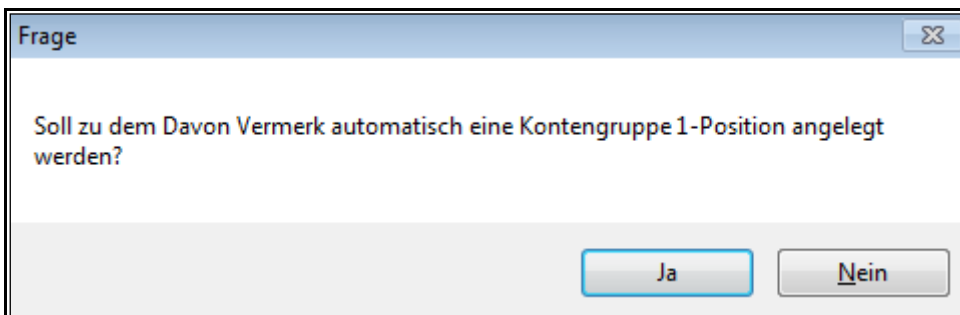 Frage
Soll zu dem Davon Vermerk automatisch eine Kontengruppe 1-Position angelegt
werden?
Ja
Nein